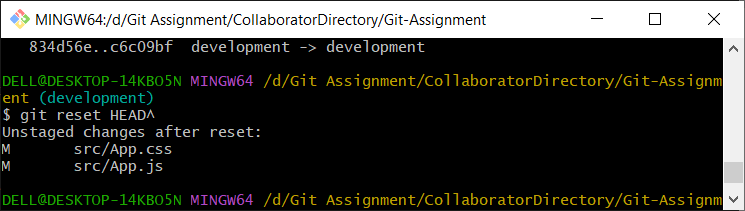 MINGW64:/d/Git Assignment/CollaboratorDirectory/Git-Assignment
834d56e..c6c09bf  development -> development
DELL@DESKTOP-14KBO5N MINGW64 /d/Git Assignment/CollaboratorDirectory/Git-Assignm
ent (development)
$ git reset HEAD^
Unstaged changes after reset:
M       src/App.css
M       src/App.js
DELL@DESKTOP-14KBO5N MINGW64 /d/Git Assignment/CollaboratorDirectory/Git-Assignm